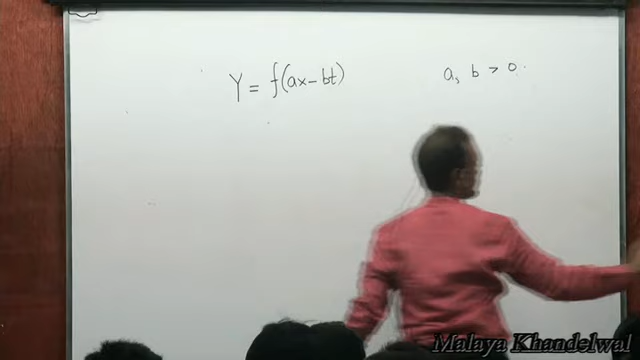 Y = f(ax - bt) a, b > 0.
Malaya Khandelwal